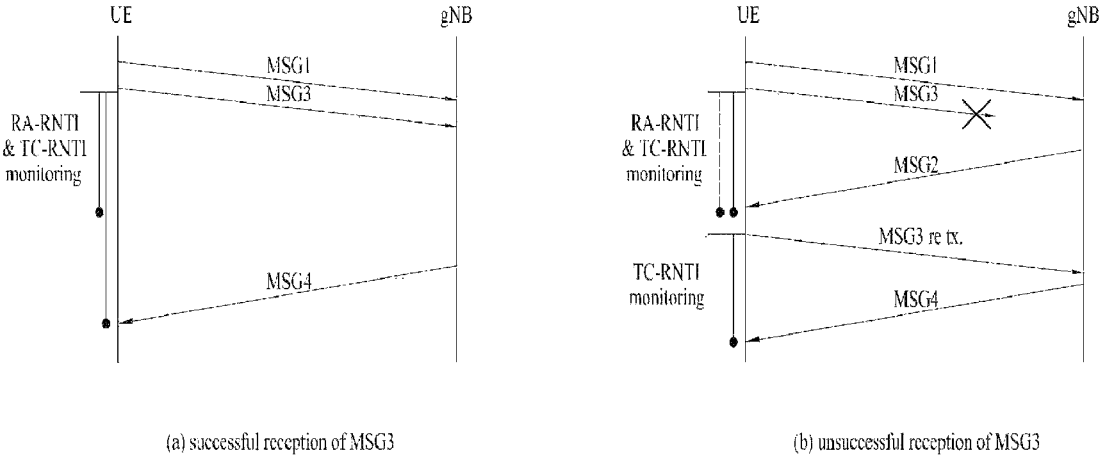 UE
gNB
MSG1
MSG3
RA-RNTI
& TC-RNTI
monitoring
MSG4
(a) successful reception of MSG3
UE
gNB
MSG1
MSG3
RA-RNTI
& TC-RNTI
monitoring
MSG2
MSG3 re tx.
TC-RNTI
monitoring
MSG4
(b) unsuccessful reception of MSG3